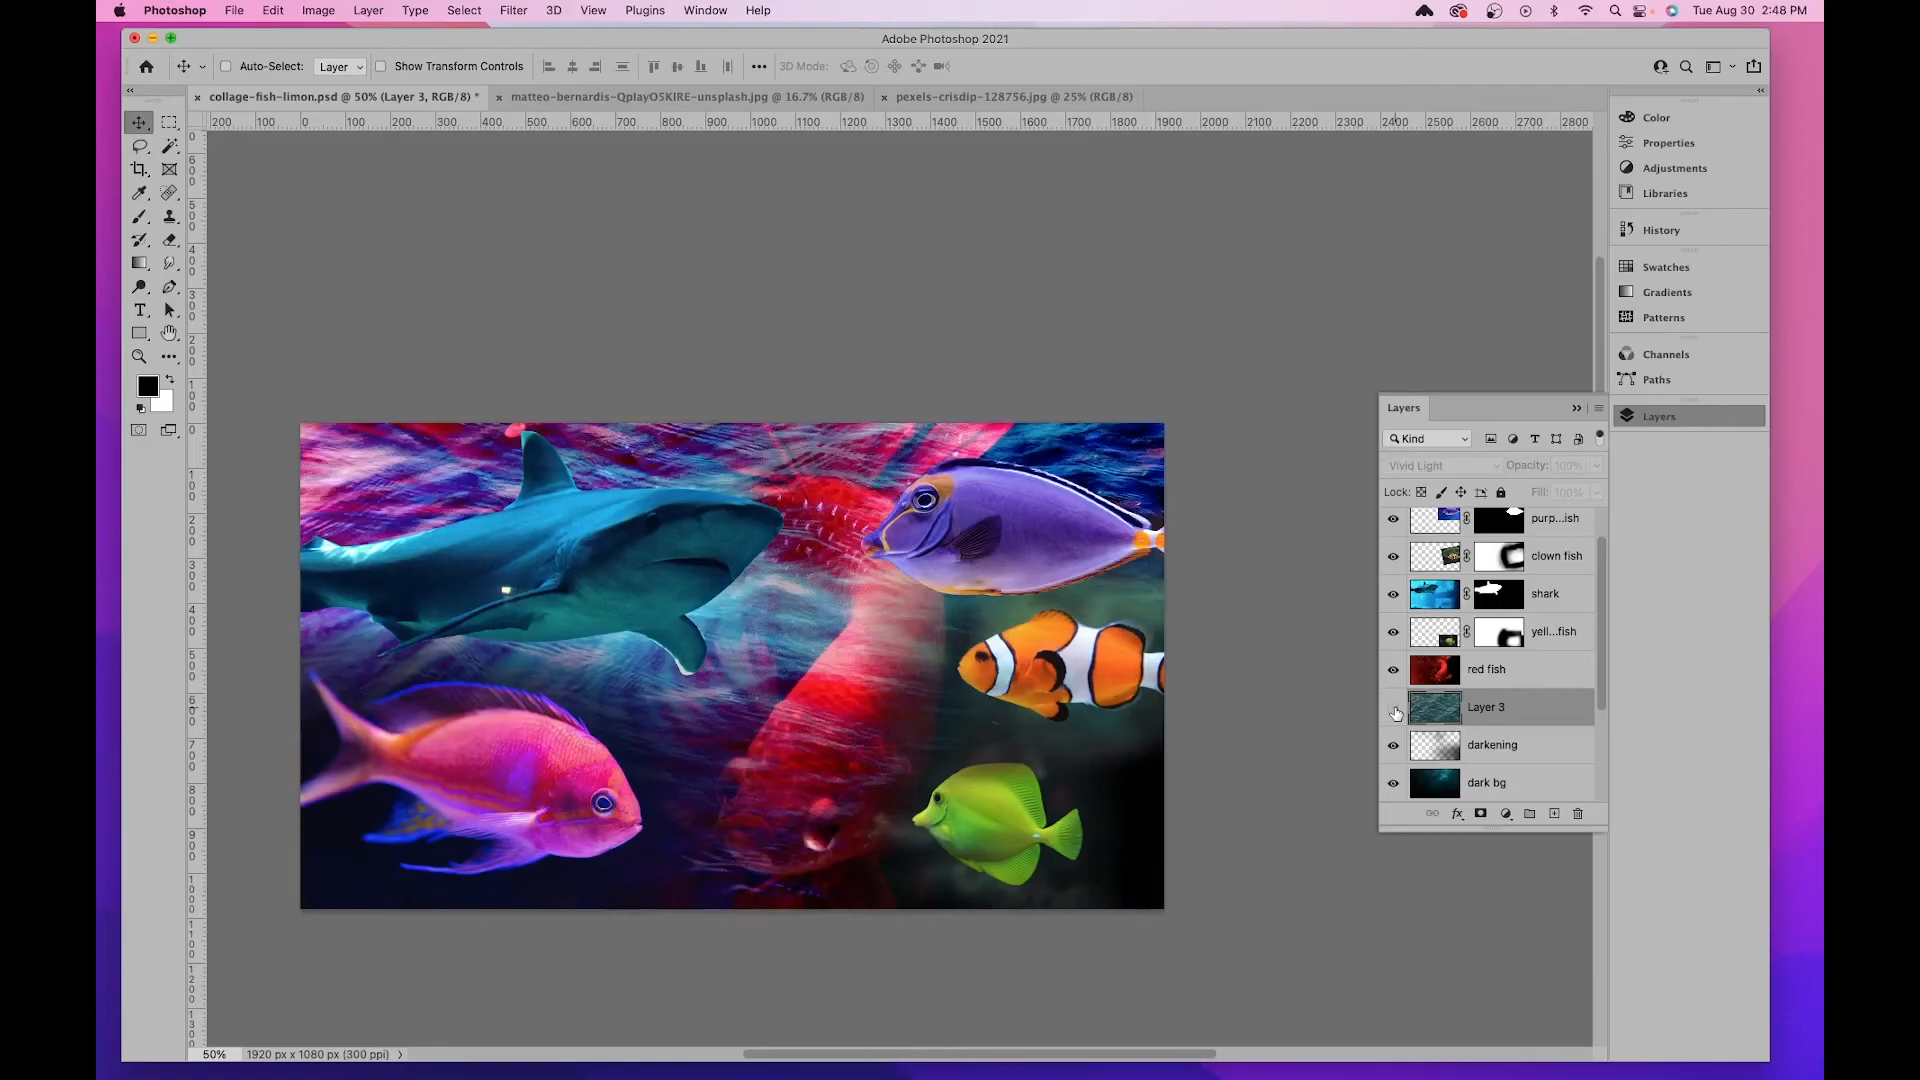 Photoshop File Edit Image Layer Type Select Filter 3D View Plugins Window Help Tue Aug 30 2:48 PM
Adobe Photoshop 2021
Auto-Select: Layer Show Transform Controls 3D Mode:
collage-fish-limon.psd @ 50% (Layer 3, RGB/8) * matteo-bernardis-QplayO5KIRE-unsplash.jpg @ 16.7% (RGB/8) pexels-crisdip-128756.jpg @ 25% (RGB/8)
200 100 0 100 200 300 400 500 600 700 800 900 1000 1100 1200 1300 1400 1500 1600 1700 1800 1900 2000 2100 2200 2300 2400 2500 2600 2700 2800
Color
Properties
Adjustments
Libraries
History
Swatches
Gradients
Patterns
Channels
Paths
Layers
Layers
Kind
Vivid Light Opacity: 100%
Lock: Fill: 100%
purp...ish
clown fish
shark
yell...fish
red fish
Layer 3
darkening
dark bg
50% 1920 px x 1080 px (300 ppi)